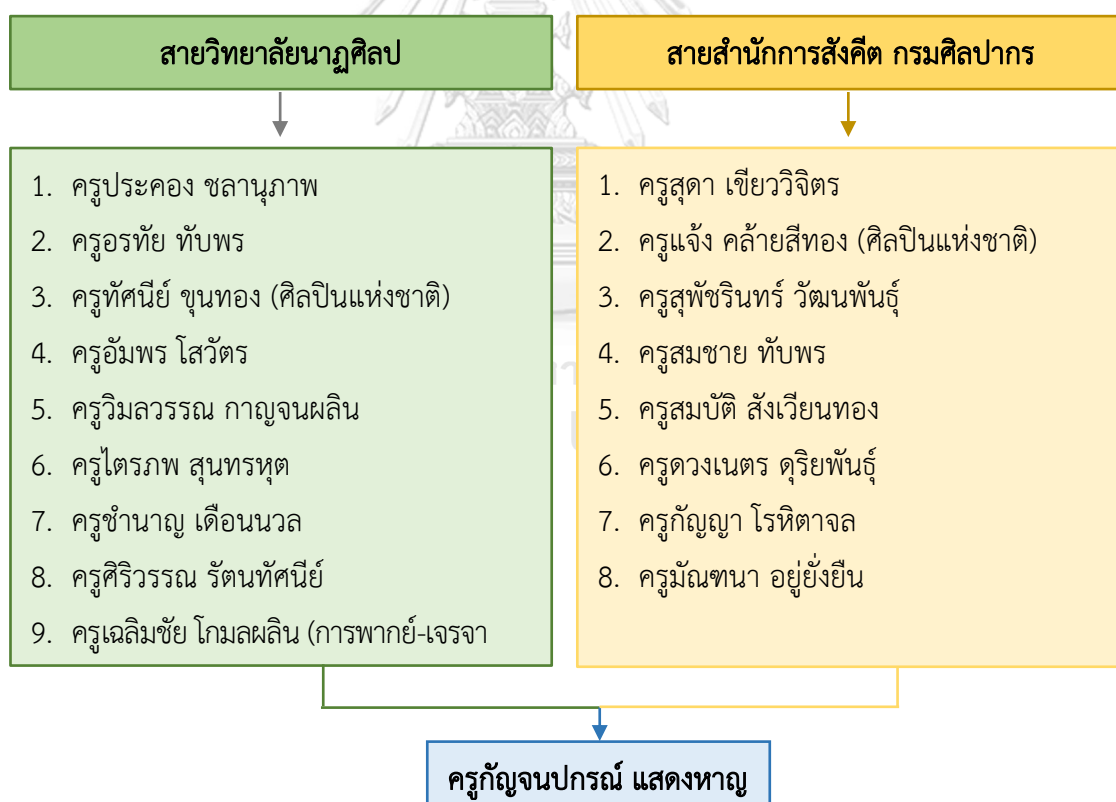 สายวิทยาลัยนาฏศิลป
1. ครูประคอง ชลานุภาพ
2. ครูอรทัย ทับพร
3. ครูทัศนีย์ ขุนทอง (ศิลปินแห่งชาติ)
4. ครูอัมพร โสวัตร
5. ครูวิมลวรรณ กาญจนผลิน
6. ครูไตรภพ สุนทรหุต
7. ครูชำนาญ เดือนนวล
8. ครูศิริวรรณ รัตนทัศนีย์
9. ครูเฉลิมชัย โกมลผลิน (การพากย์-เจรจา
สายสำนักการสังคีต กรมศิลปากร
1. ครูสุดา เขียววิจิตร
2. ครูแจ้ง คล้ายสีทอง (ศิลปินแห่งชาติ)
3. ครูสุพัชรินทร์ วัฒนพันธุ์
4. ครูสมชาย ทับพร
5. ครูสมบัติ สังเวียนทอง
6. ครูดวงเนตร ดุริยพันธุ์
7. ครูกัญญา โรหิตาจล
8. ครูมัณฑนา อยู่ยั่งยืน
ครูกัญจนปกรณ์ แสดงหาญ